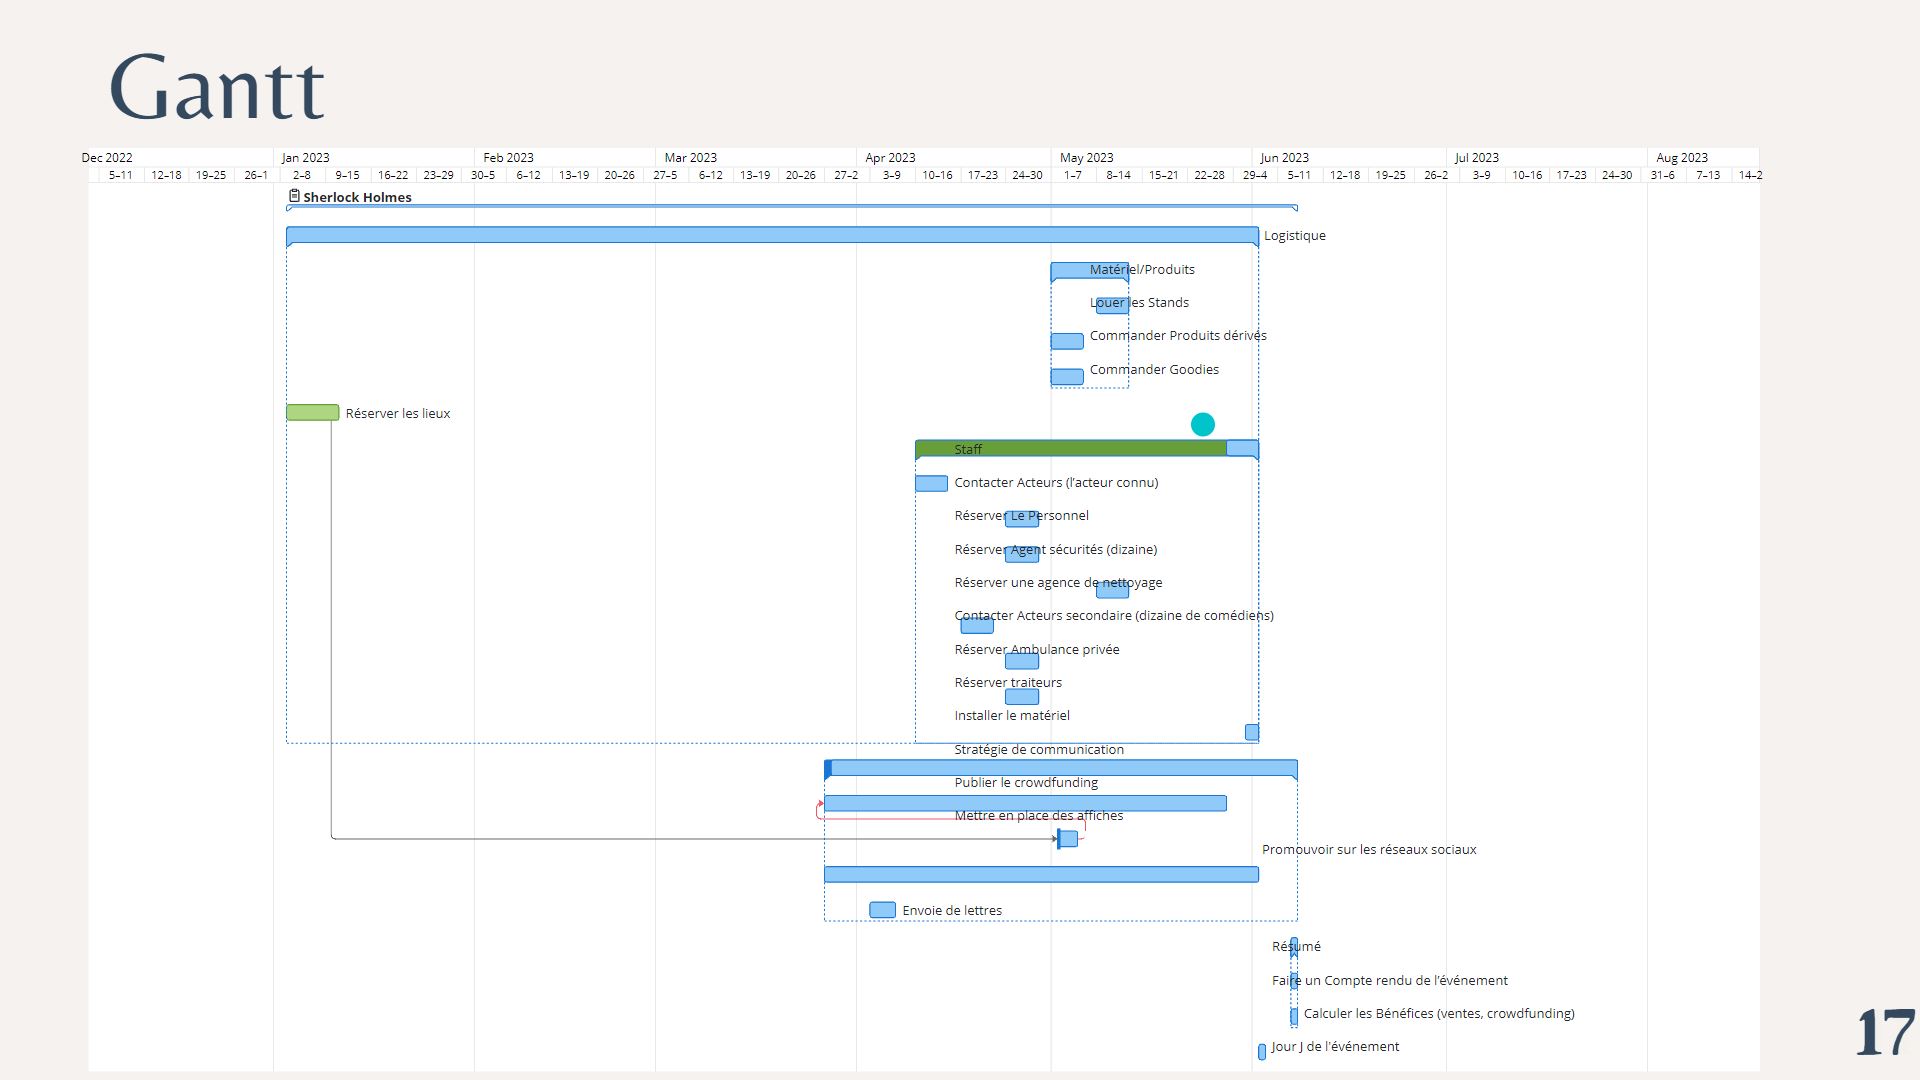 Gantt
Dec 2022 Jan 2023 Feb 2023 Mar 2023 Apr 2023 May 2023 Jun 2023 Jul 2023 Aug 2023
5–11 12–18 19–25 26–1 2–8 9–15 16–22 23–29 30–5 6–12 13–19 20–26 27–5 6–12 13–19 20–26 27–2 3–9 10–16 17–23 24–30 1–7 8–14 15–21 22–28 29–4 5–11 12–18 19–25 26–2 3–9 10–16 17–23 24–30 31–6 7–13 14–2
Sherlock Holmes
Logistique
Matériel/Produits
Louer les Stands
Commander Produits dérivés
Commander Goodies
Réserver les lieux
Staff
Contacter Acteurs (l'acteur connu)
Réserver Le Personnel
Réserver Agent sécurités (dizaine)
Réserver une agence de nettoyage
Contacter Acteurs secondaire (dizaine de comédiens)
Réserver Ambulance privée
Réserver traiteurs
Installer le matériel
Stratégie de communication
Publier le crowdfunding
Mettre en place des affiches
Promouvoir sur les réseaux sociaux
Envoie de lettres
Résumé
Faire un Compte rendu de l'événement
Calculer les Bénéfices (ventes, crowdfunding)
Jour J de l'événement
17